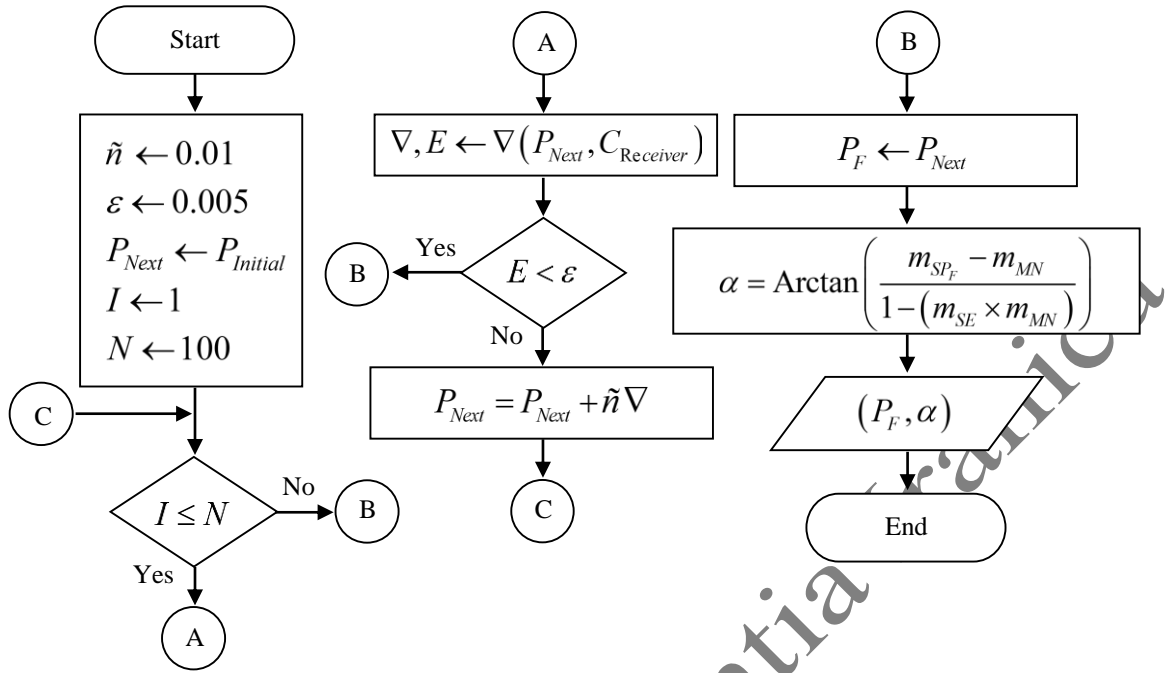 Start
ñ ← 0.01
ε ← 0.005
P_Next ← P_Initial
I ← 1
N ← 100
C
I ≤ N
No
B
Yes
A
A
∇, E ← ∇(P_Next, C_Receiver)
Yes
B
E < ε
No
P_Next = P_Next + ñ∇
C
B
P_F ← P_Next
α = Arctan((m_SP_F − m_MN) / (1 − (m_SE × m_MN)))
(P_F, α)
End